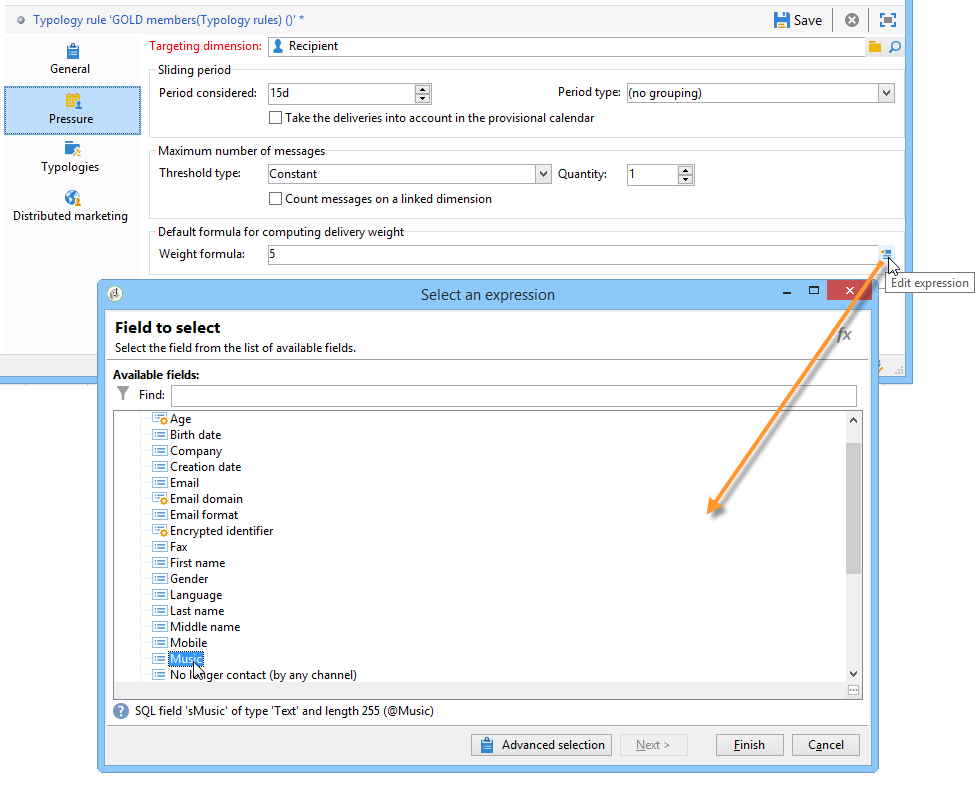 Typology rule 'GOLD members(Typology rules) ()' *
Save
General
Pressure
Typologies
Distributed marketing
Targeting dimension: Recipient
Sliding period
Period considered: 15d Period type: (no grouping)
Take the deliveries into account in the provisional calendar
Maximum number of messages
Threshold type: Constant Quantity: 1
Count messages on a linked dimension
Default formula for computing delivery weight
Weight formula: 5
Edit expression
Select an expression
Field to select
Select the field from the list of available fields.
fx
Available fields:
Find:
Age
Birth date
Company
Creation date
Email
Email domain
Email format
Encrypted identifier
Fax
First name
Gender
Language
Last name
Middle name
Mobile
Music
No longer contact (by any channel)
SQL field 'sMusic' of type 'Text' and length 255 (@Music)
Advanced selection Next > Finish Cancel